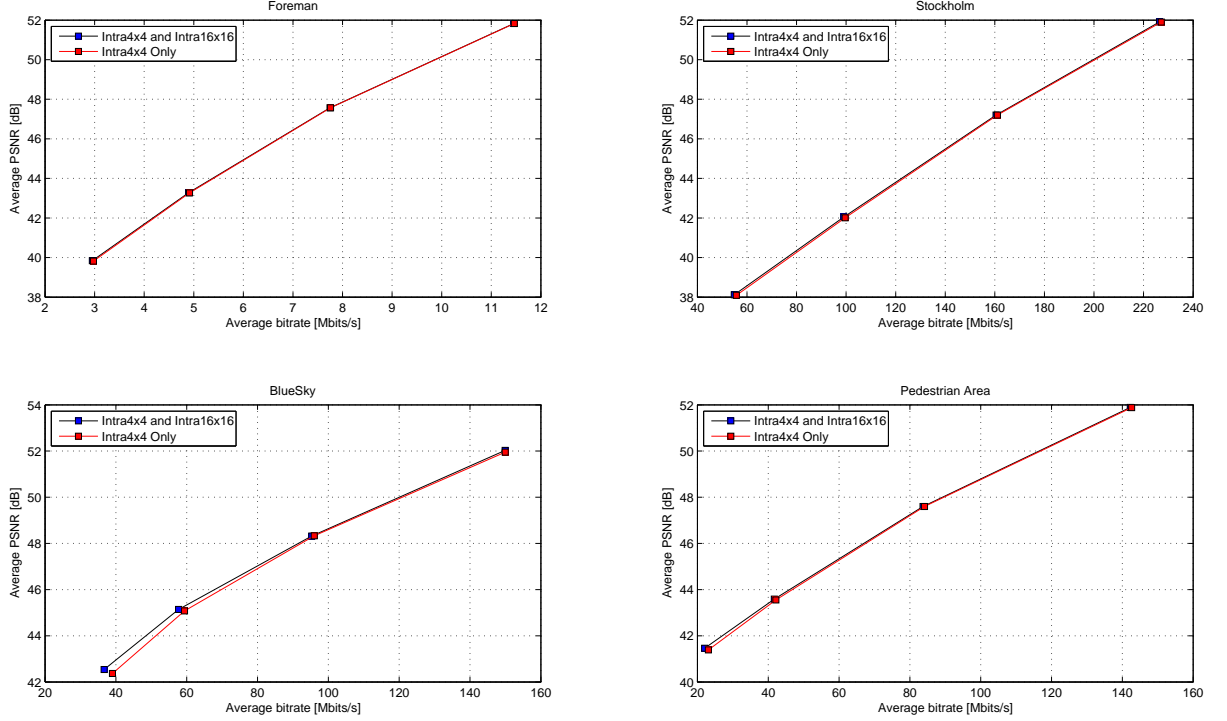 Foreman
Intra4x4 and Intra16x16
Intra4x4 Only
Average PSNR [dB]
52
50
48
46
44
42
40
38
2 3 4 5 6 7 8 9 10 11 12
Average bitrate [Mbits/s]
Stockholm
Intra4x4 and Intra16x16
Intra4x4 Only
Average PSNR [dB]
52
50
48
46
44
42
40
38
40 60 80 100 120 140 160 180 200 220 240
Average bitrate [Mbits/s]
BlueSky
Intra4x4 and Intra16x16
Intra4x4 Only
Average PSNR [dB]
54
52
50
48
46
44
42
20 40 60 80 100 120 140 160
Average bitrate [Mbits/s]
Pedestrian Area
Intra4x4 and Intra16x16
Intra4x4 Only
Average PSNR [dB]
52
50
48
46
44
42
40
20 40 60 80 100 120 140 160
Average bitrate [Mbits/s]